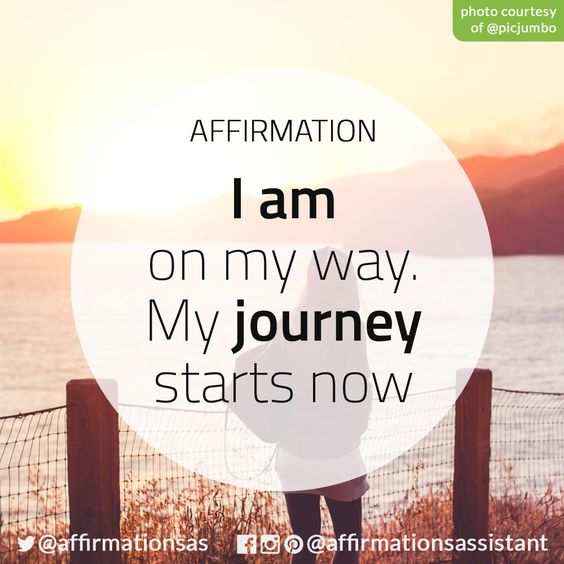 photo courtesy
of @picjumbo
AFFIRMATION
I am
on my way.
My journey
starts now
@affirmationsas
@affirmationsassistant